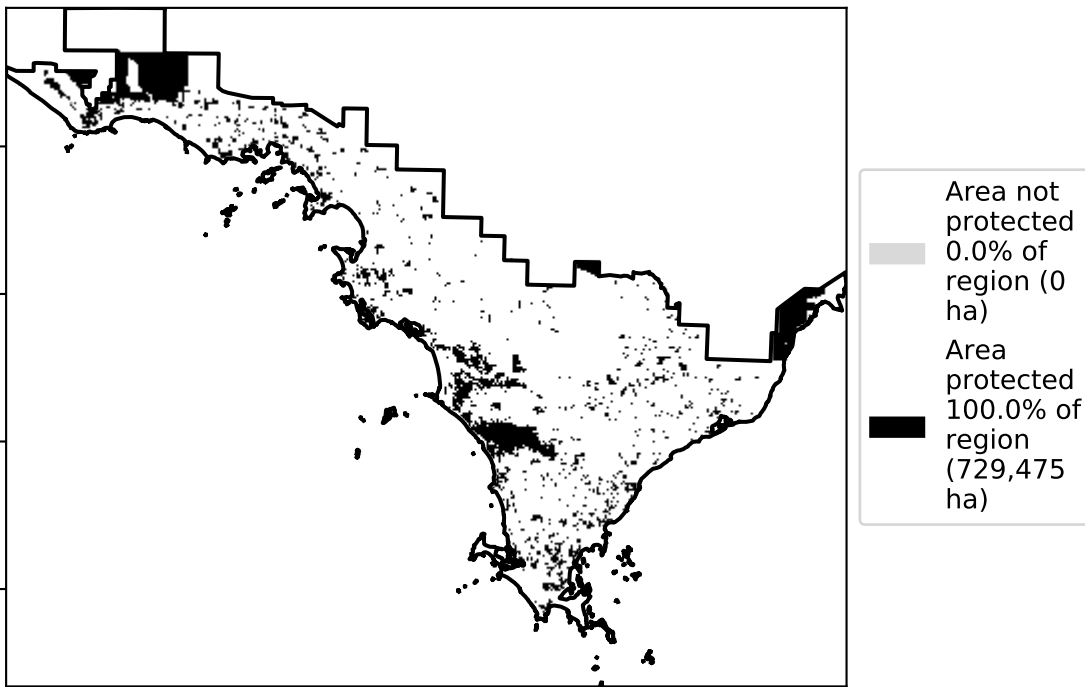 Area not
protected
0.0% of
region (0
ha)
Area
protected
100.0% of
region
(729,475
ha)